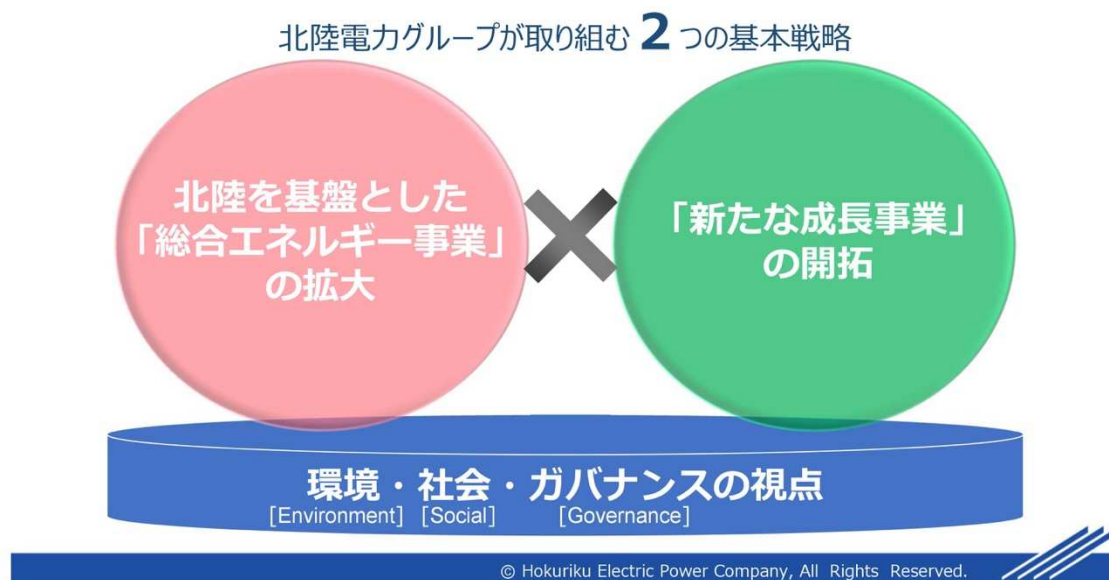 北陸電力グループが取り組む 2 つの基本戦略
北陸を基盤とした
「総合エネルギー事業」
の拡大
「新たな成長事業」
の開拓
環境・社会・ガバナンスの視点
[Environment] [Social] [Governance]
© Hokuriku Electric Power Company, All Rights Reserved.